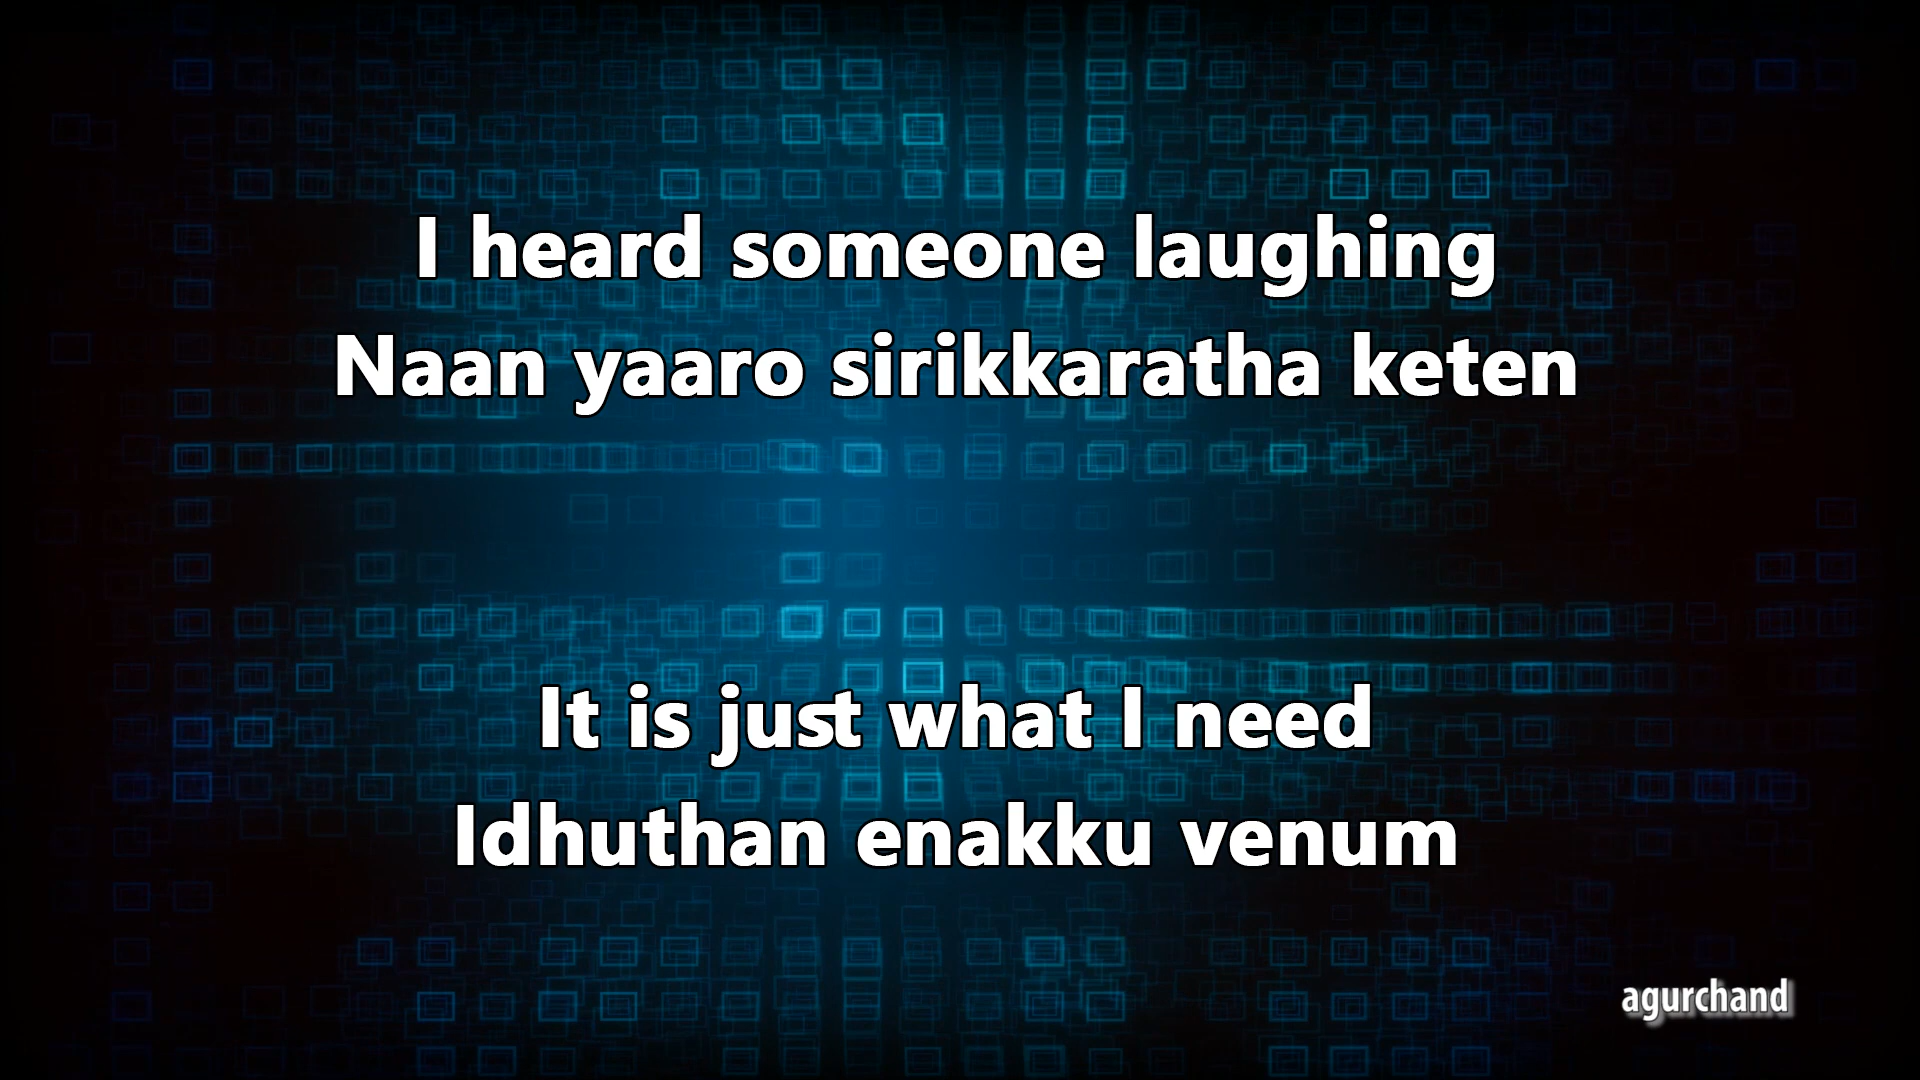 I heard someone laughing
Naan yaaro sirikkaratha keten
It is just what I need
Idhuthan enakku venum
agurchand